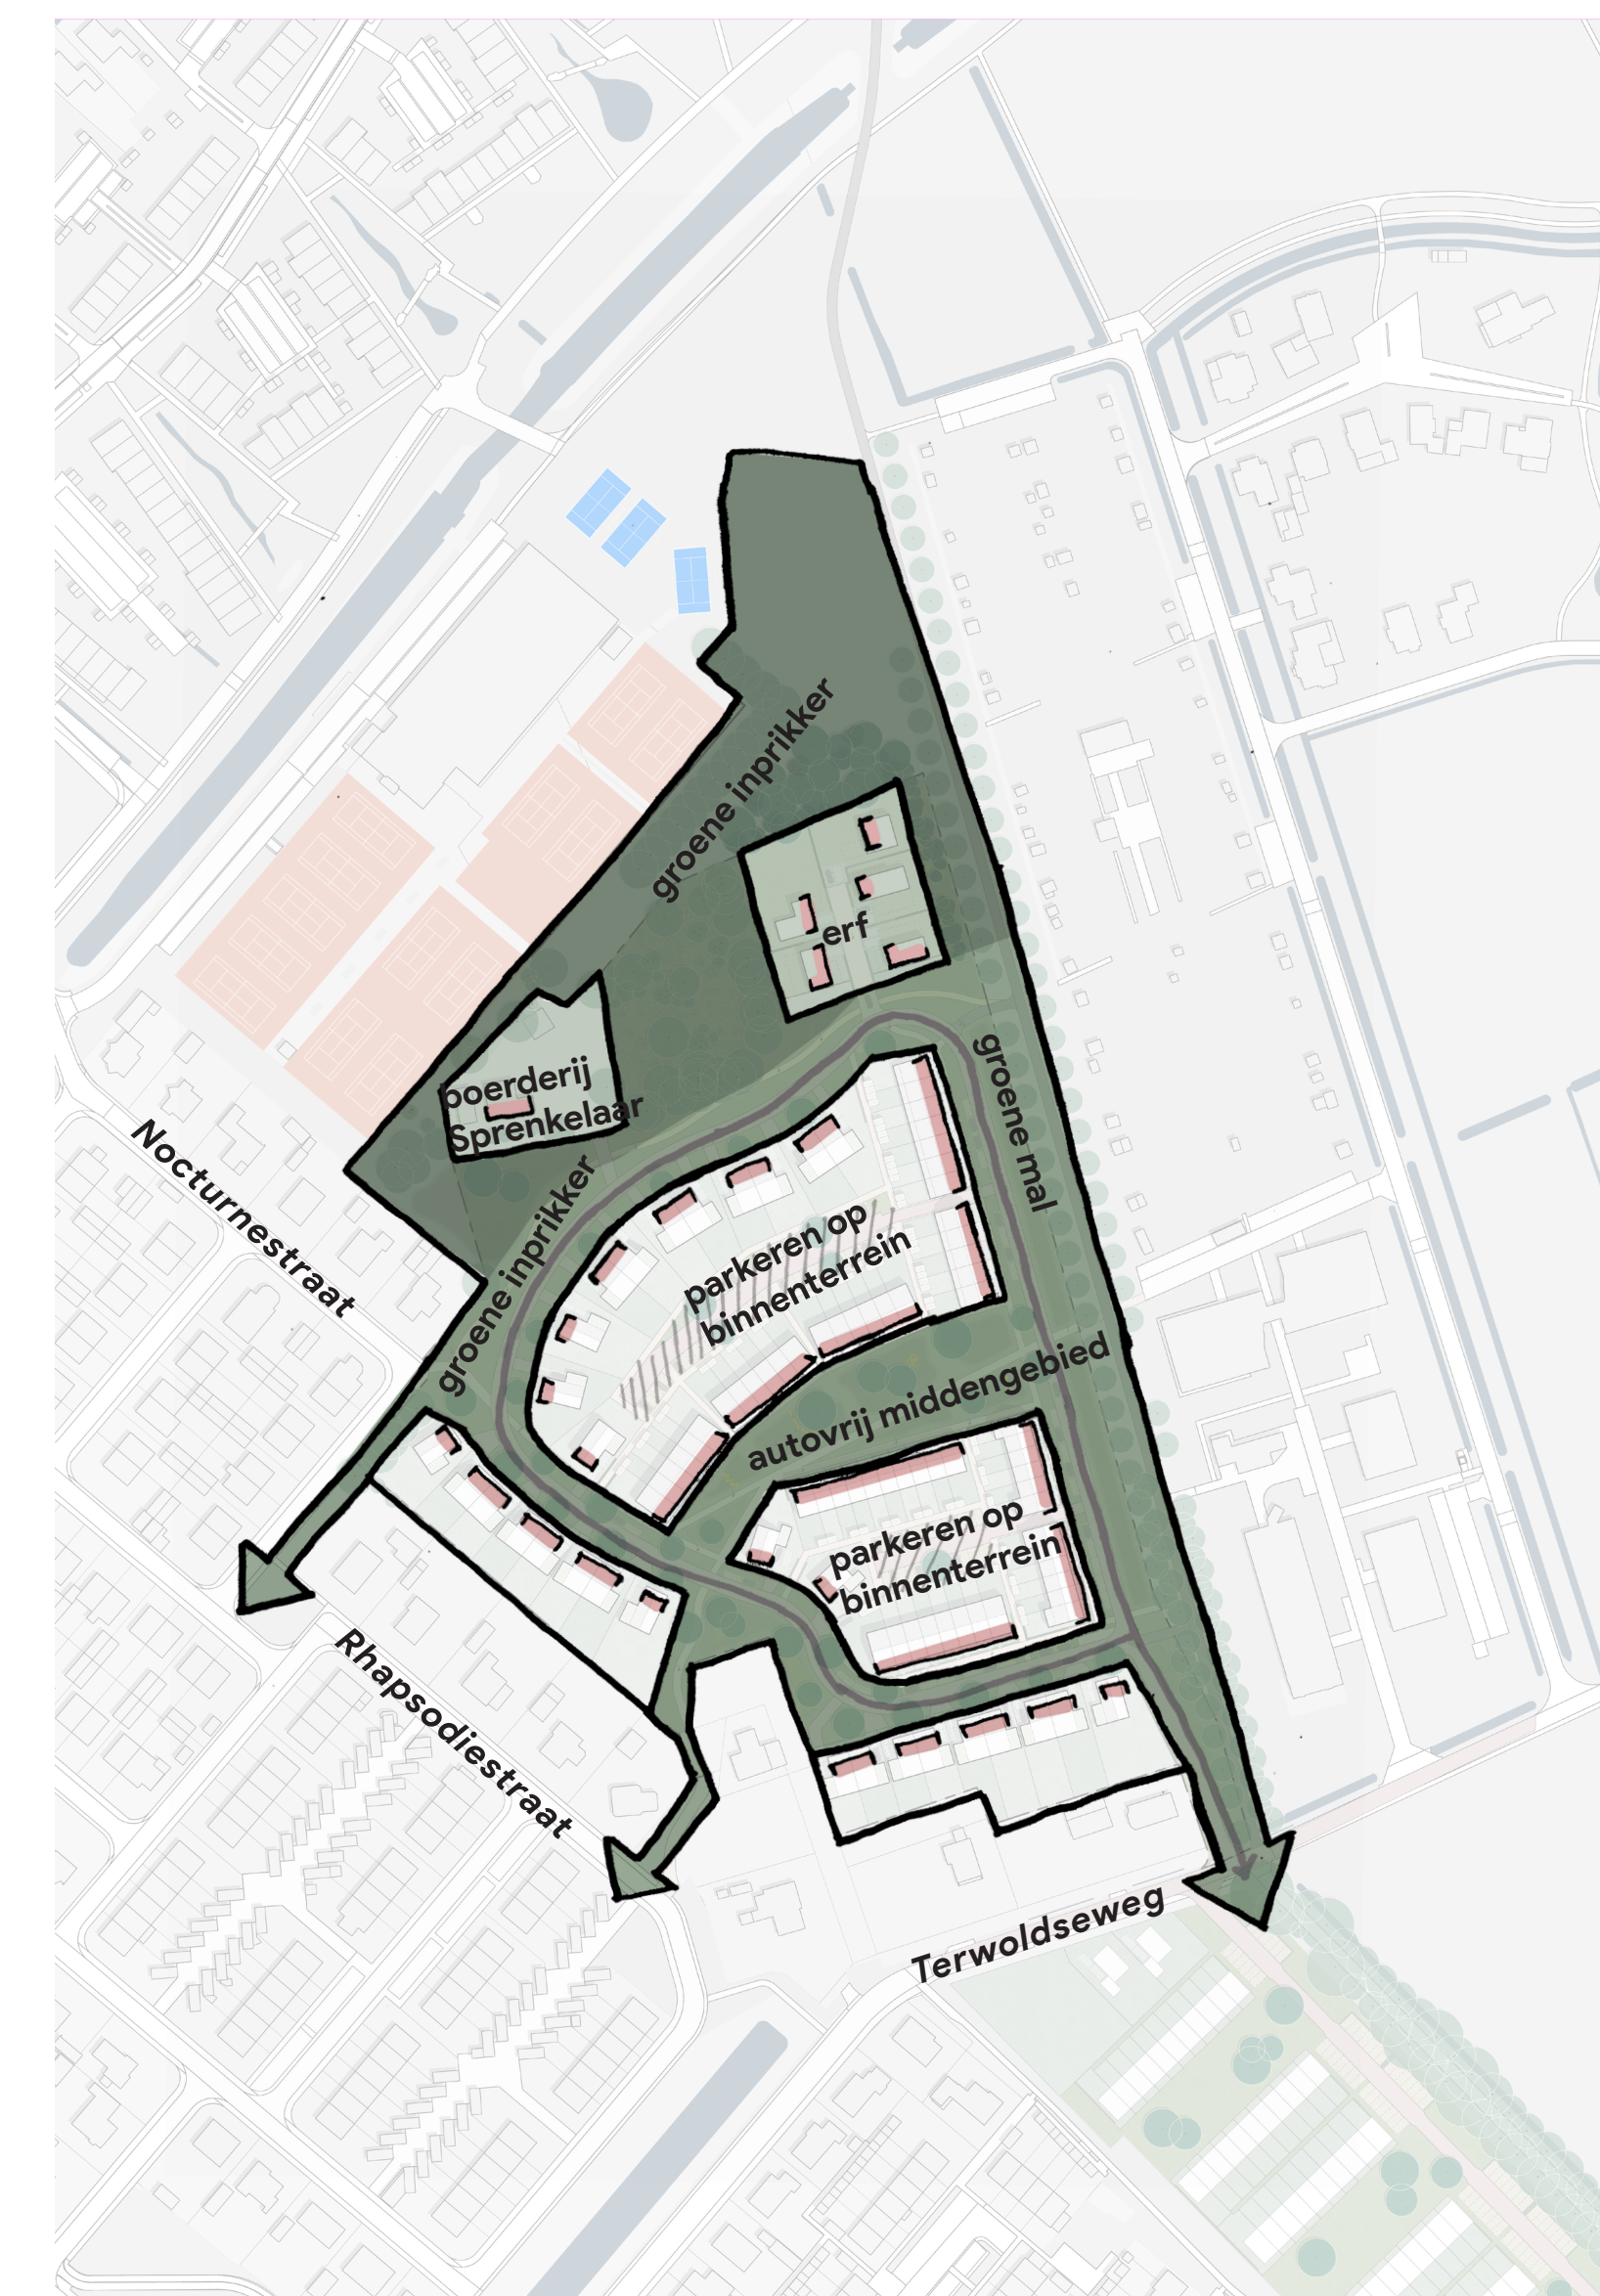 groene inprikker
erf
boerderij
Sprenkelaar
groene mal
Nocturnestraat
groene inprikker
parkeren op
binnenterrein
autovrij middengebied
parkeren op
binnenterrein
Rhapsodiestraat
Terwoldseweg